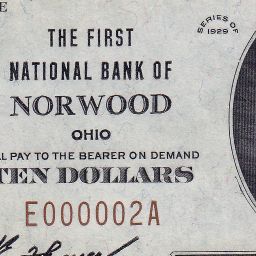 SERIES OF
1929
THE FIRST
NATIONAL BANK OF
NORWOOD
OHIO
PAY TO THE BEARER ON DEMAND
TEN DOLLARS
E000002A